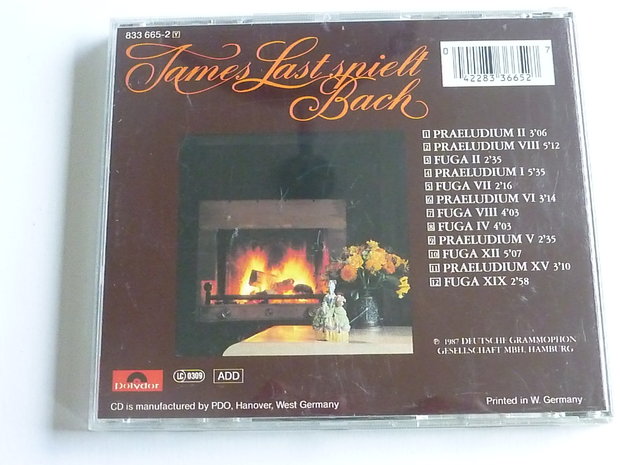 833 665-2 Y
James Last spielt
Bach
0 42283 36652 7
1 PRAELUDIUM II 3'06
2 PRAELUDIUM VIII 5'12
3 FUGA II 2'35
4 PRAELUDIUM I 5'35
5 FUGA VII 2'16
6 PRAELUDIUM VI 3'14
7 FUGA VIII 4'03
8 FUGA IV 4'03
9 PRAELUDIUM V 2'35
10 FUGA XII 5'07
11 PRAELUDIUM XV 3'10
12 FUGA XIX 2'58
℗ 1987 DEUTSCHE GRAMMOPHON
GESELLSCHAFT MBH, HAMBURG
Polydor
LC 0309
ADD
CD is manufactured by PDO, Hanover, West Germany
Printed in W. Germany